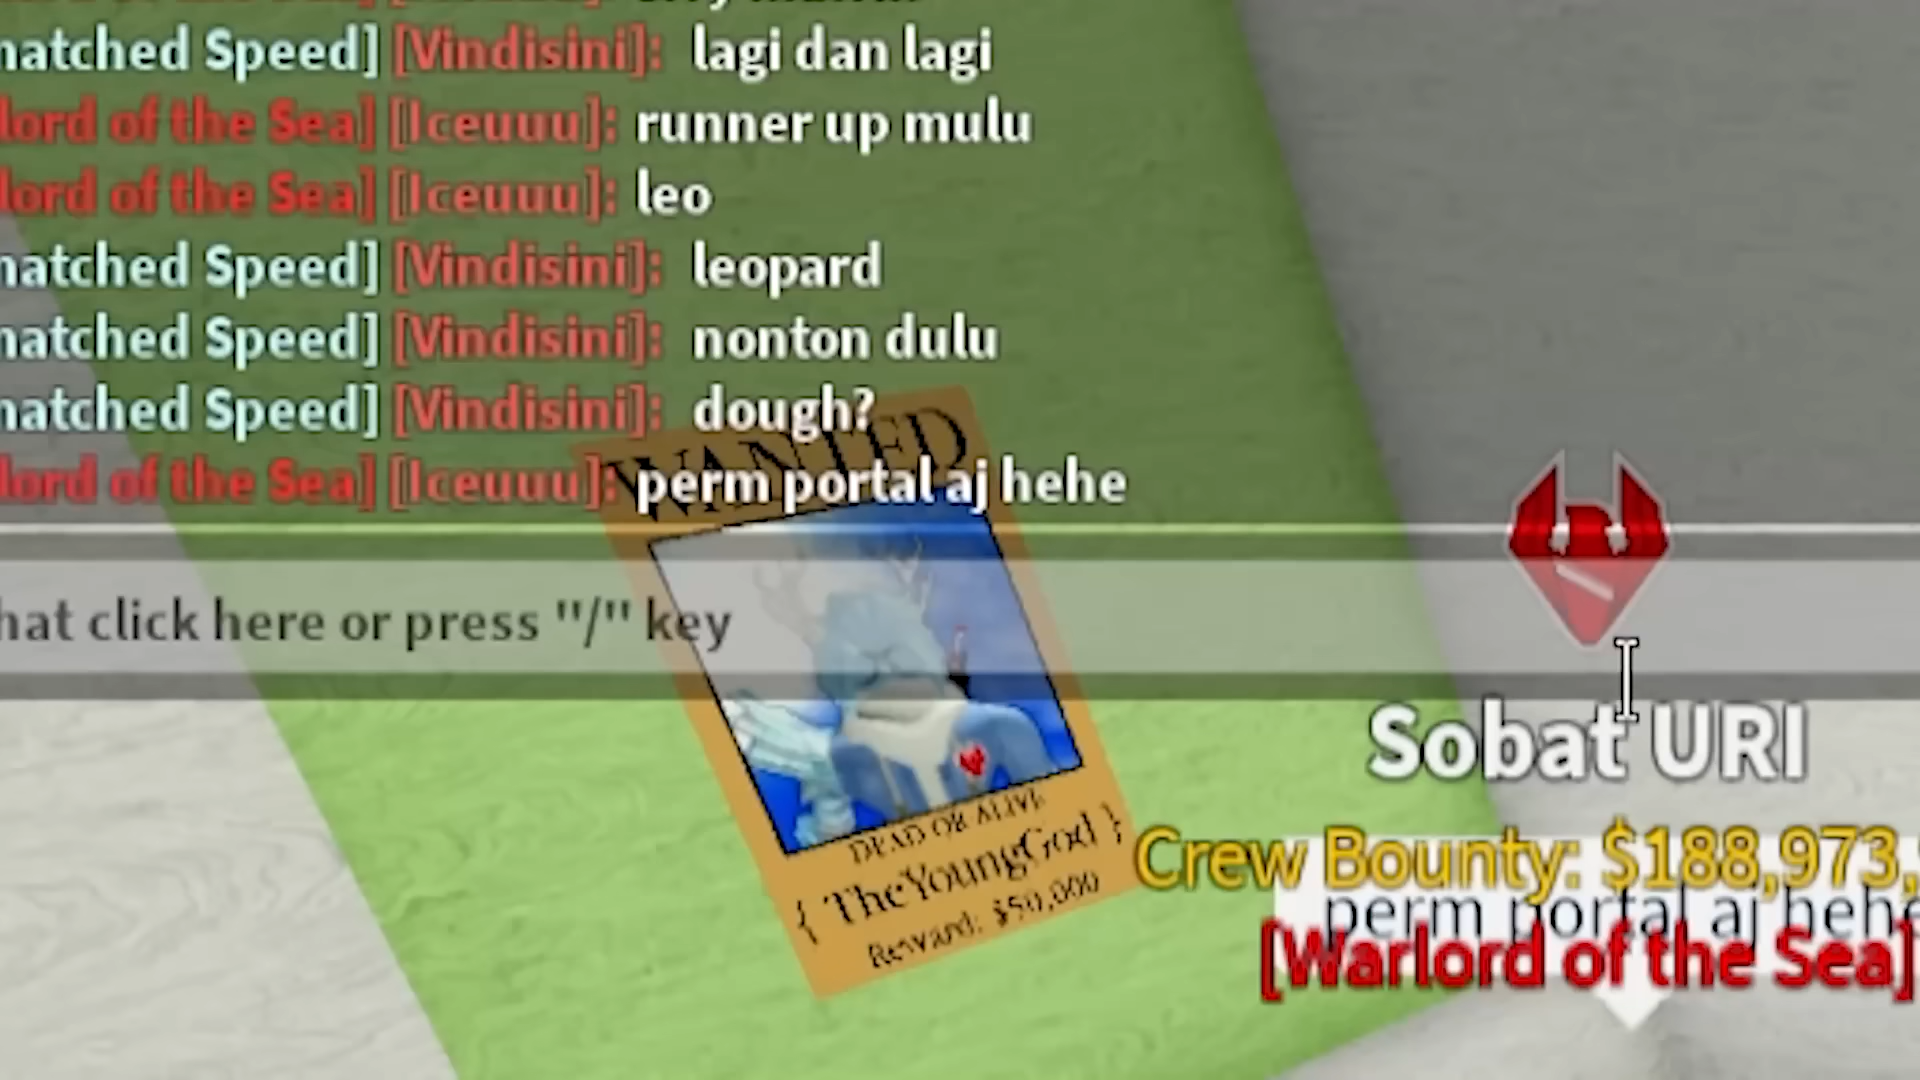 natched Speed] [Vindisini]: lagi dan lagi
lord of the Sea] [Iceuuu]: runner up mulu
lord of the Sea] [Iceuuu]: leo
natched Speed] [Vindisini]: leopard
natched Speed] [Vindisini]: nonton dulu
natched Speed] [Vindisini]: dough?
lord of the Sea] [Iceuuu]: perm portal aj hehe
hat click here or press "/" key
WANTED
DEAD OR ALIVE
{ TheYoungGod }
Reward: $50,000
Sobat URI
Crew Bounty: $188,973,
perm portal aj hehe
[Warlord of the Sea]